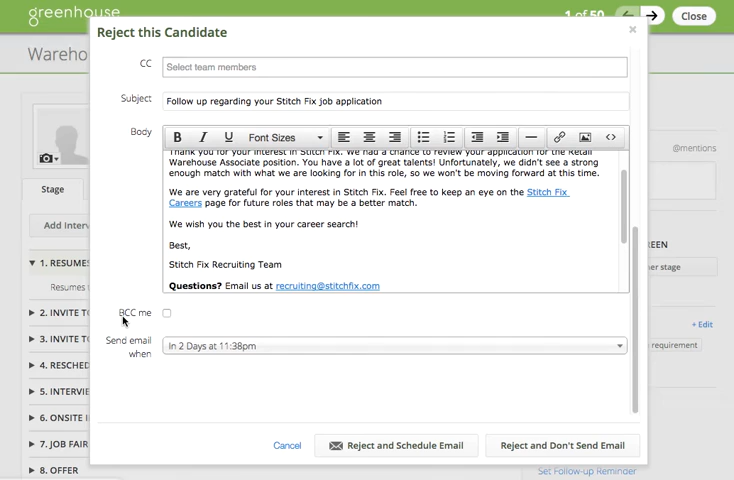 greenhouse
1 of 50
Close
Wareho
Reject this Candidate
×
CC
Select team members
Subject
Follow up regarding your Stitch Fix job application
Body
B I U Font Sizes
Thank you for your interest in Stitch Fix. We had a chance to review your application for the Retail
Warehouse Associate position. You have a lot of great talents! Unfortunately, we didn't see a strong
enough match with what we are looking for in this role, so we won't be moving forward at this time.
We are very grateful for your interest in Stitch Fix. Feel free to keep an eye on the Stitch Fix
Careers page for future roles that may be a better match.
We wish you the best in your career search!
Best,
Stitch Fix Recruiting Team
Questions? Email us at recruiting@stitchfix.com
BCC me
Send email
when
In 2 Days at 11:38pm
Cancel
Reject and Schedule Email
Reject and Don't Send Email
Stage
Add Interv
1. RESUMES
Resumes t
2. INVITE TO
3. INVITE TO
4. RESCHED
5. INTERVIE
6. ONSITE I
7. JOB FAIR
8. OFFER
@mentions
EEN
er stage
+ Edit
requirement
Set Follow-up Reminder